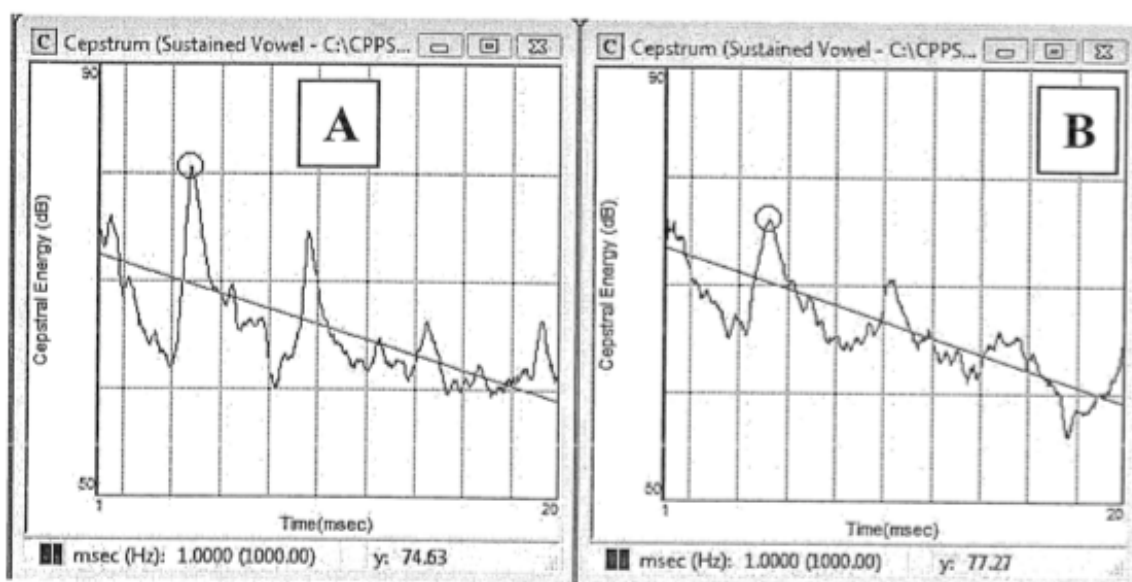 C Cepstrum (Sustained Vowel - C:\CPPS...
90
A
Cepstral Energy (dB)
50
1
20
Time(msec)
msec (Hz): 1.0000 (1000.00) y: 74.63
C Cepstrum (Sustained Vowel - C:\CPPS...
90
B
Cepstral Energy (dB)
50
1
20
Time(msec)
msec (Hz): 1.0000 (1000.00) y: 77.27